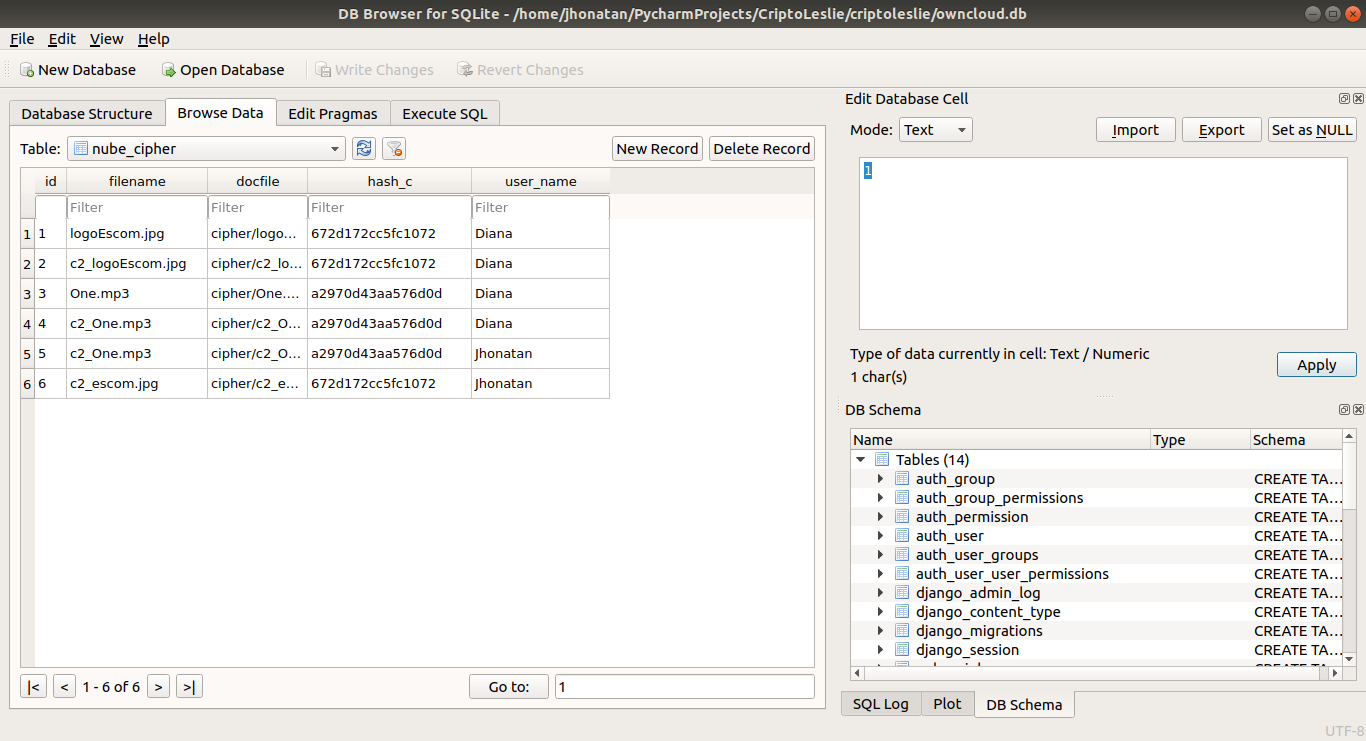 DB Browser for SQLite - /home/jhonatan/PycharmProjects/CriptoLeslie/criptoleslie/owncloud.db
File Edit View Help
New Database Open Database Write Changes Revert Changes
Database Structure Browse Data Edit Pragmas Execute SQL
Table: nube_cipher New Record Delete Record
id filename docfile hash_c user_name
Filter Filter Filter Filter
1 1 logoEscom.jpg cipher/logo... 672d172cc5fc1072 Diana
2 2 c2_logoEscom.jpg cipher/c2_lo... 672d172cc5fc1072 Diana
3 3 One.mp3 cipher/One.... a2970d43aa576d0d Diana
4 4 c2_One.mp3 cipher/c2_O... a2970d43aa576d0d Diana
5 5 c2_One.mp3 cipher/c2_O... a2970d43aa576d0d Jhonatan
6 6 c2_escom.jpg cipher/c2_e... 672d172cc5fc1072 Jhonatan
|< < 1 - 6 of 6 > >| Go to: 1
Edit Database Cell
Mode: Text Import Export Set as NULL
1
Type of data currently in cell: Text / Numeric
1 char(s)
Apply
DB Schema
Name Type Schema
Tables (14)
auth_group CREATE TA...
auth_group_permissions CREATE TA...
auth_permission CREATE TA...
auth_user CREATE TA...
auth_user_groups CREATE TA...
auth_user_user_permissions CREATE TA...
django_admin_log CREATE TA...
django_content_type CREATE TA...
django_migrations CREATE TA...
django_session CREATE TA...
SQL Log Plot DB Schema
UTF-8